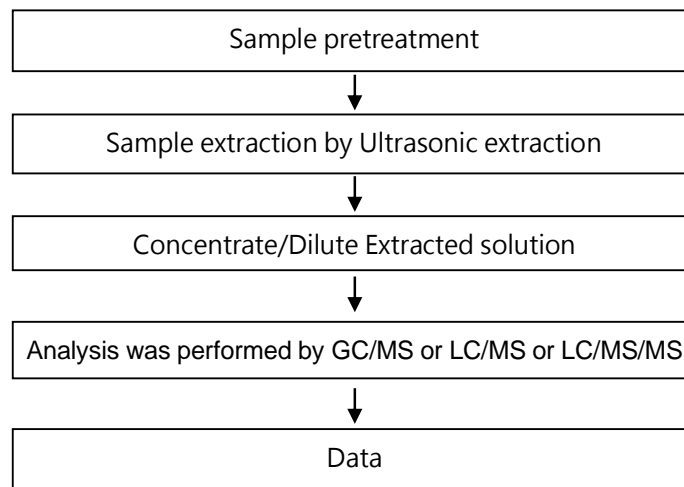 Sample pretreatment
Sample extraction by Ultrasonic extraction
Concentrate/Dilute Extracted solution
Analysis was performed by GC/MS or LC/MS or LC/MS/MS
Data